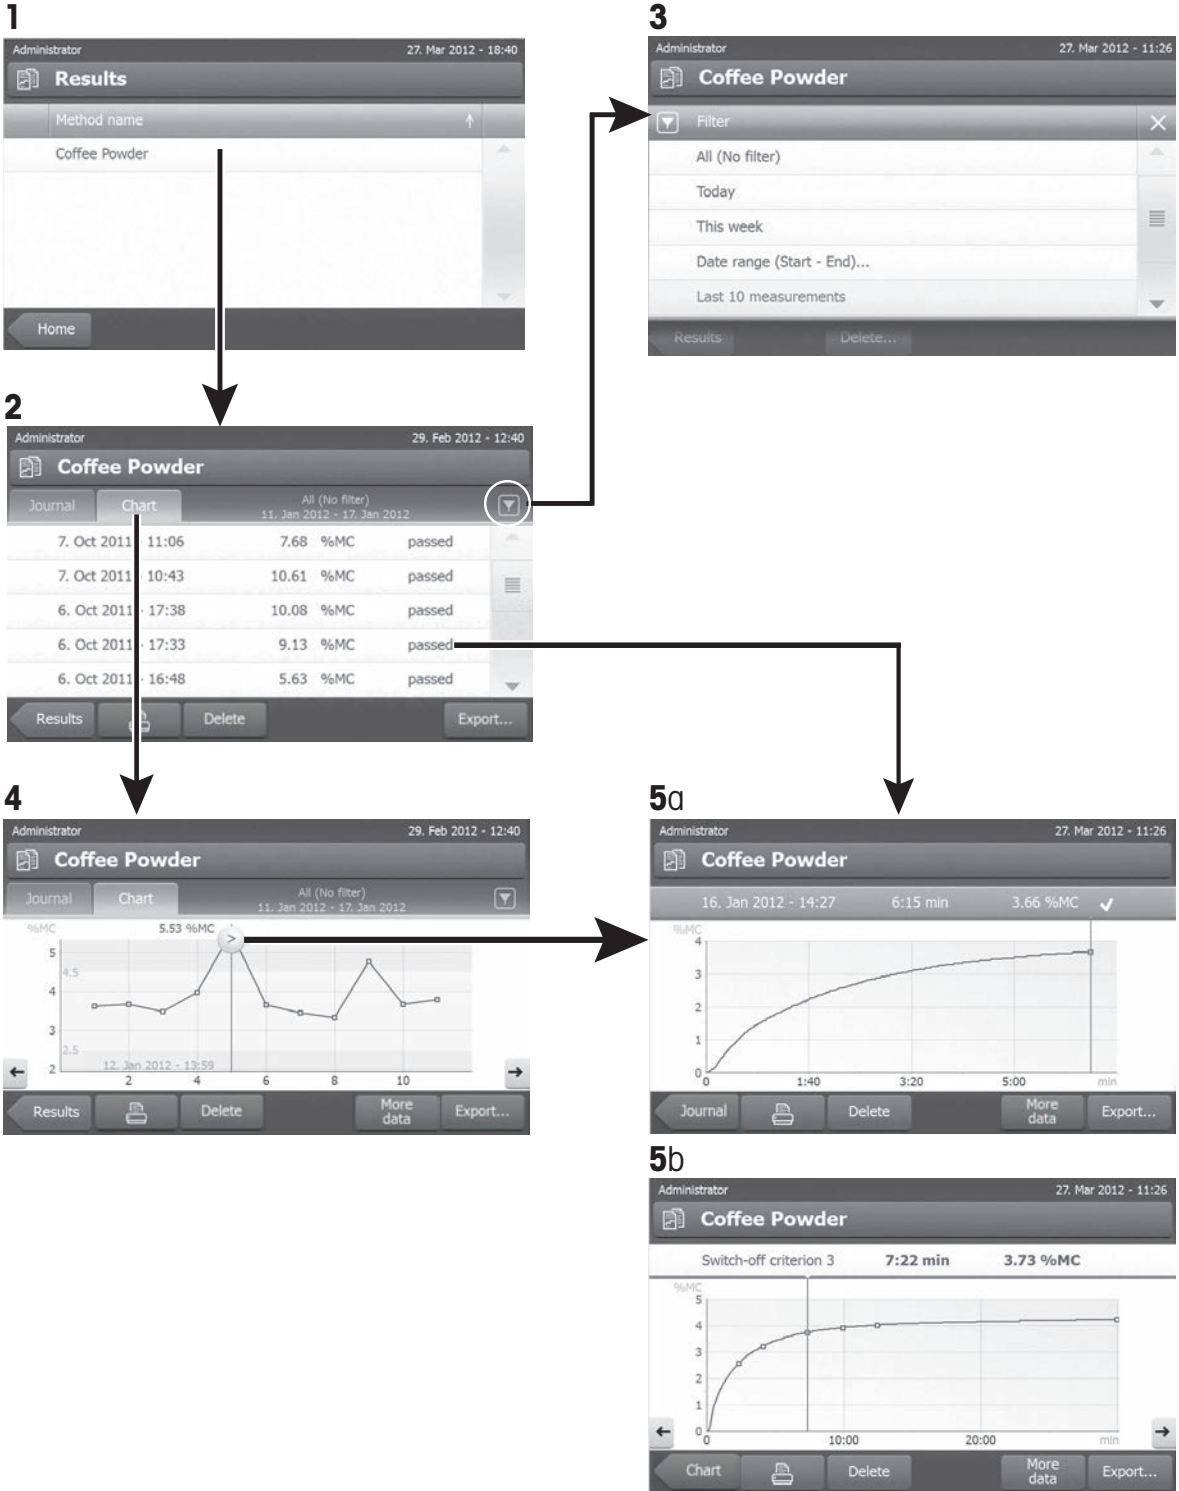 1
Administrator 27. Mar 2012 - 18:40
Results
Method name
Coffee Powder
Home
3
Administrator 27. Mar 2012 - 11:26
Coffee Powder
Filter
All (No filter)
Today
This week
Date range (Start - End)...
Last 10 measurements
Results Delete...
2
Administrator 29. Feb 2012 - 12:40
Coffee Powder
Journal Chart All (No filter)
11. Jan 2012 - 17. Jan 2012
7. Oct 2011 - 11:06 7.68 %MC passed
7. Oct 2011 - 10:43 10.61 %MC passed
6. Oct 2011 - 17:38 10.08 %MC passed
6. Oct 2011 - 17:33 9.13 %MC passed
6. Oct 2011 - 16:48 5.63 %MC passed
Results Delete Export...
4
Administrator 29. Feb 2012 - 12:40
Coffee Powder
Journal Chart All (No filter)
11. Jan 2012 - 17. Jan 2012
%MC 5.53 %MC >
5
4.5
4
3
2.5
2
12. Jan 2012 - 13:59
2 4 6 8 10
Results Delete More data Export...
5a
Administrator 27. Mar 2012 - 11:26
Coffee Powder
16. Jan 2012 - 14:27 6:15 min 3.66 %MC
%MC
4
3
2
1
0
0 1:40 3:20 5:00 min
Journal Delete More data Export...
5b
Administrator 27. Mar 2012 - 11:26
Coffee Powder
Switch-off criterion 3 7:22 min 3.73 %MC
%MC
5
4
3
2
1
0
0 10:00 20:00 min
Chart Delete More data Export...